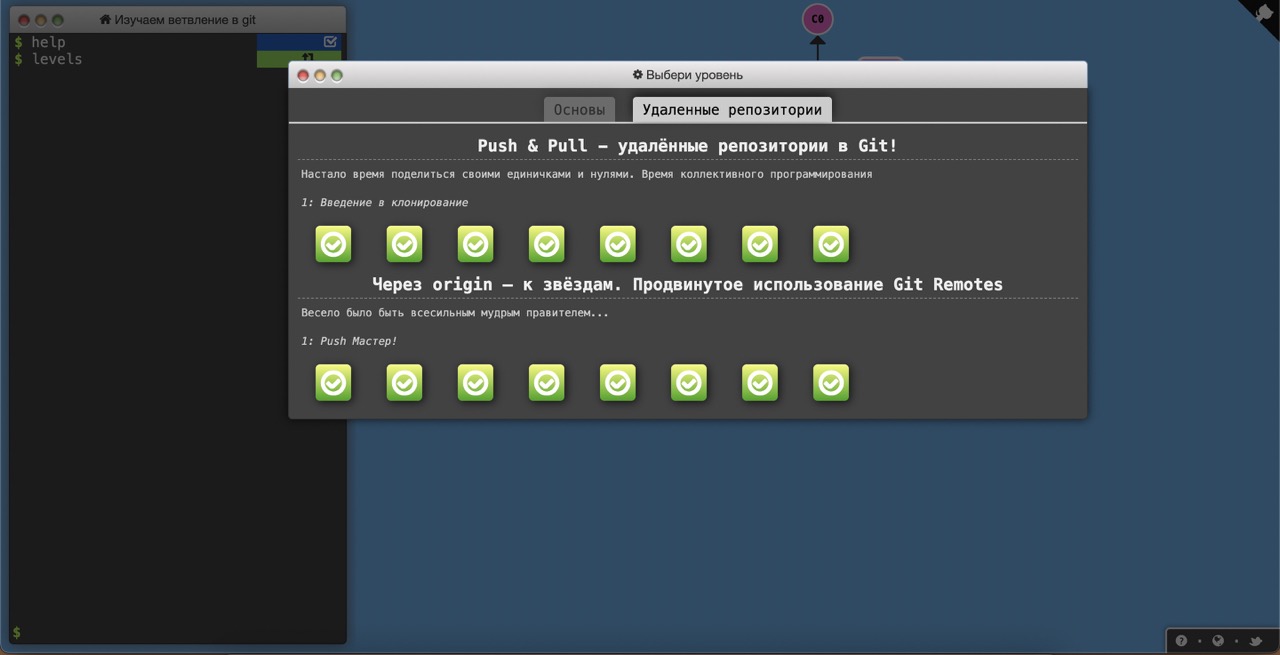 Изучаем ветвление в git
$ help
$ levels
C0
Выбери уровень
Основы
Удаленные репозитории
Push & Pull — удалённые репозитории в Git!
Настало время поделиться своими единичками и нулями. Время коллективного программирования
1: Введение в клонирование
Через origin – к звёздам. Продвинутое использование Git Remotes
Весело было быть всесильным мудрым правителем...
1: Push Мастер!
$